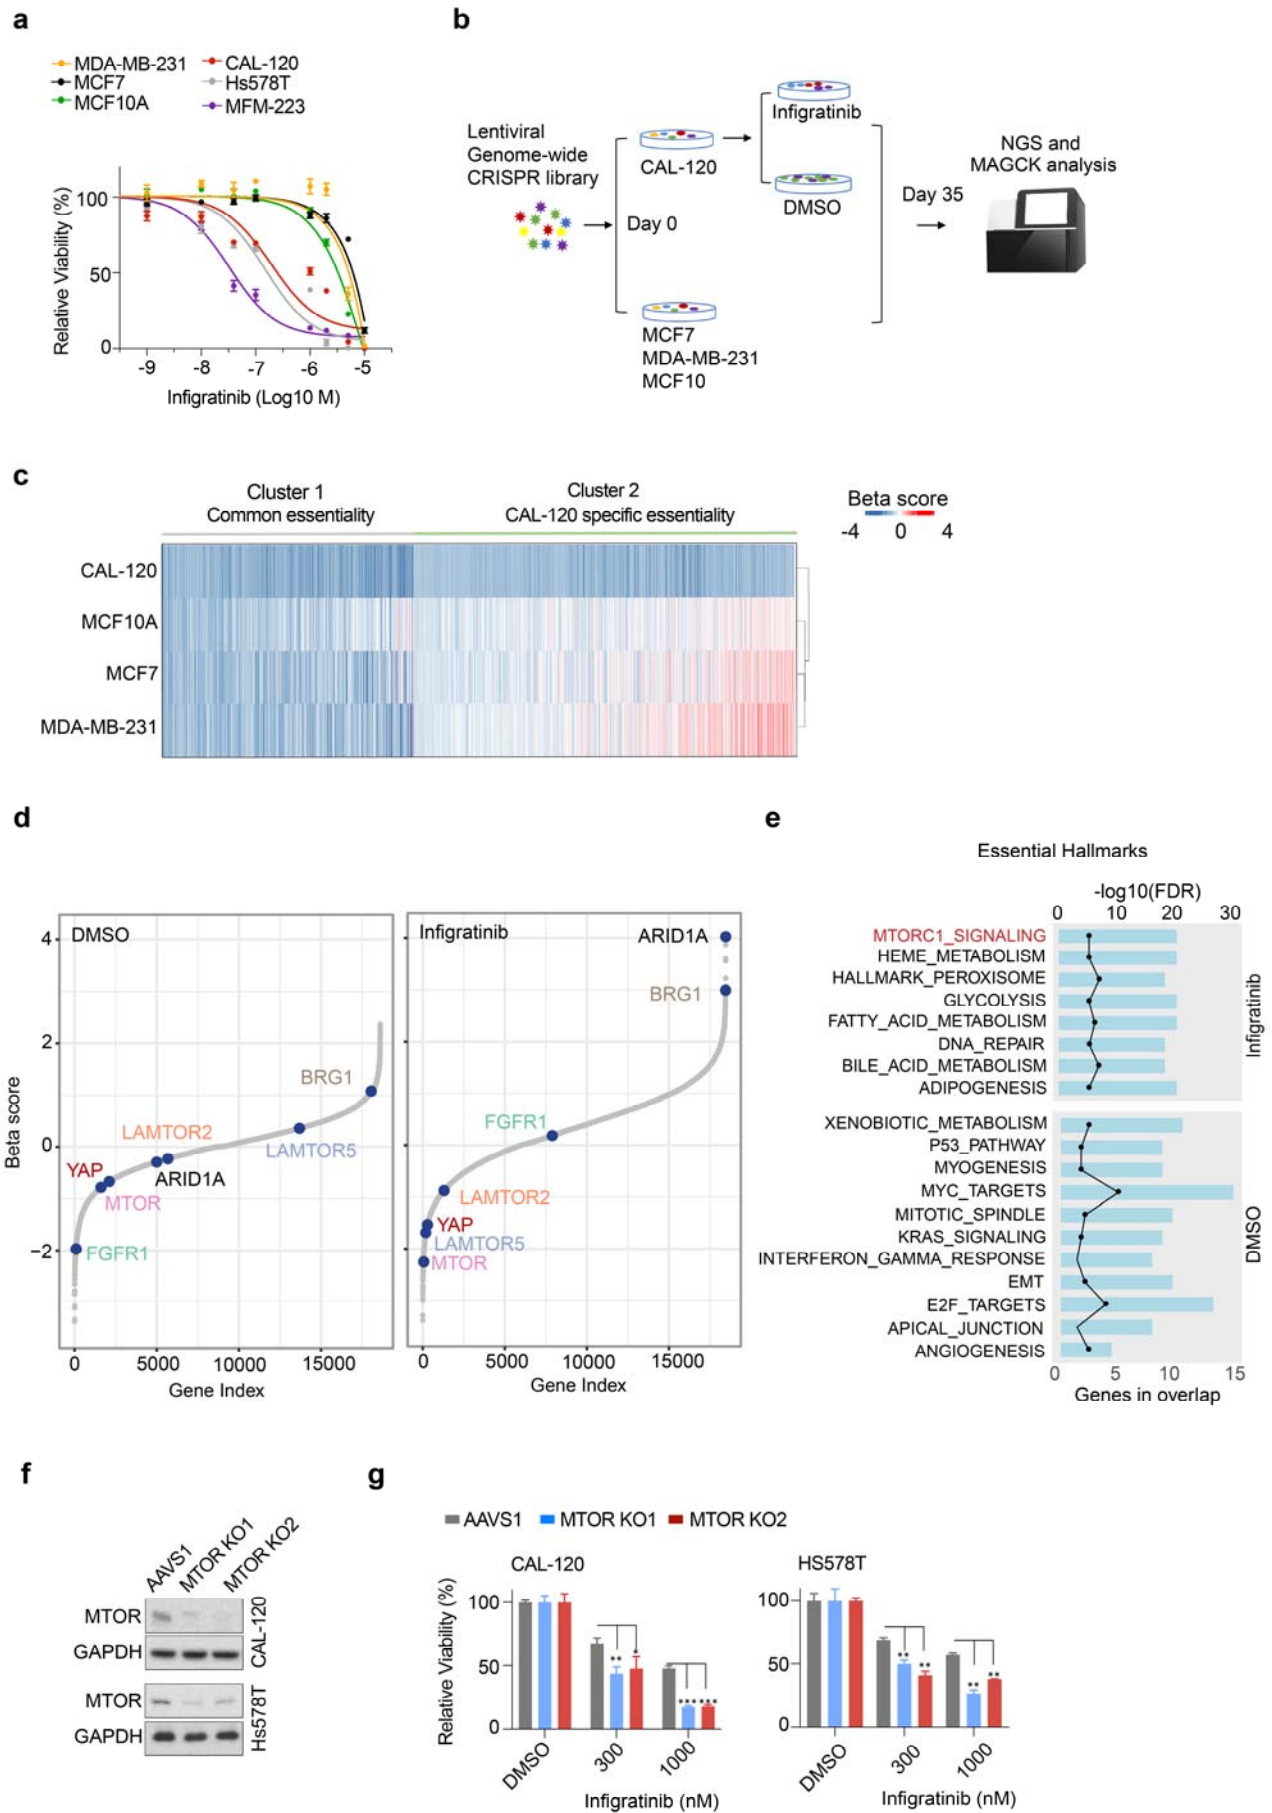 a
MDA-MB-231
MCF7
MCF10A
CAL-120
Hs578T
MFM-223
Relative Viability (%)
100
50
0
-9 -8 -7 -6 -5
Infigratinib (Log10 M)
b
Lentiviral
Genome-wide
CRISPR library
Day 0
CAL-120
Infigratinib
DMSO
MCF7
MDA-MB-231
MCF10
Day 35
NGS and
MAGCK analysis
c
Cluster 1
Common essentiality
Cluster 2
CAL-120 specific essentiality
Beta score
-4 0 4
CAL-120
MCF10A
MCF7
MDA-MB-231
d
Beta score
4
2
0
−2
DMSO
BRG1
LAMTOR2
LAMTOR5
YAP
ARID1A
MTOR
FGFR1
0 5000 10000 15000
Gene Index
Infigratinib
ARID1A
BRG1
FGFR1
LAMTOR2
YAP
LAMTOR5
MTOR
0 5000 10000 15000
Gene Index
e
Essential Hallmarks
-log10(FDR)
0 10 20 30
MTORC1_SIGNALING
HEME_METABOLISM
HALLMARK_PEROXISOME
GLYCOLYSIS
FATTY_ACID_METABOLISM
DNA_REPAIR
BILE_ACID_METABOLISM
ADIPOGENESIS
Infigratinib
XENOBIOTIC_METABOLISM
P53_PATHWAY
MYOGENESIS
MYC_TARGETS
MITOTIC_SPINDLE
KRAS_SIGNALING
INTERFERON_GAMMA_RESPONSE
EMT
E2F_TARGETS
APICAL_JUNCTION
ANGIOGENESIS
DMSO
0 5 10 15
Genes in overlap
f
AAVS1
MTOR KO1
MTOR KO2
MTOR
GAPDH
CAL-120
MTOR
GAPDH
Hs578T
g
AAVS1 MTOR KO1 MTOR KO2
CAL-120
Relative Viability (%)
100
50
0
** *
*** ***
DMSO 300 1000
Infigratinib (nM)
HS578T
100
50
0
** **
** **
DMSO 300 1000
Infigratinib (nM)